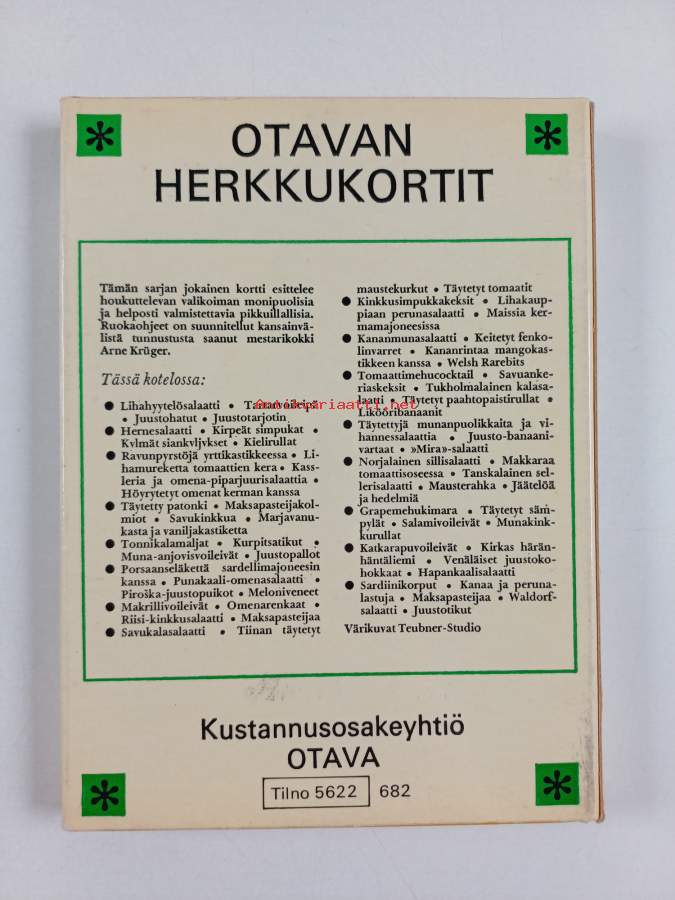 OTAVAN
HERKKUKORTIT
Tämän sarjan jokainen kortti esittelee
houkuttelevan valikoiman monipuolisia
ja helposti valmistettavia pikkuillallisia.
Ruokaohjeet on suunnitellut kansainvä-
listä tunnustusta saanut mestarikokki
Arne Krüger.
Tässä kotelossa:
● Lihahyytelösalaatti • Tatarvoileipä
• Juustohatut • Juustotarjotin
● Hernesalaatti • Kirpeät simpukat •
Kylmät siankyljykset • Kielirullat
● Ravunpyrstöjä yrttikastikkeessa • Li-
hamureketta tomaattien kera • Kass-
leria ja omena-piparjuurisalaattia •
Höyrytetyt omenat kerman kanssa
● Täytetty patonki • Maksapasteijakol-
miot • Savukinkkua • Marjavanu-
kasta ja vaniljakastiketta
● Tonnikalamaljat • Kurpitsatikut •
Muna-anjovisvoileivät • Juustopallot
● Porsaanseläkettä sardellimajoneesin
kanssa • Punakaali-omenasalaatti •
Piroška-juustopuikot • Meloniveneet
● Makrillivoileivät • Omenarenkaat •
Riisi-kinkkusalaatti • Maksapasteijaa
● Savukalasalaatti • Tiinan täytetyt
maustekurkut • Täytetyt tomaatit
● Kinkkusimpukkakeksit • Lihakaup-
piaan perunasalaatti • Maissia ker-
mamajoneesissa
● Kananmunasalaatti • Keitetyt fenko-
linvarret • Kananrintaa mangokas-
tikkeen kanssa • Welsh Rarebits
● Tomaattimehucocktail • Savuanke-
riaskeksit • Tukholmalainen kalasa-
laatti • Täytetyt paahtopaistirullat •
Liköőribanaanit
● Täytettyjä munanpuolikkaita ja vi-
hannessalaattia • Juusto-banaani-
vartaat • »Mira»-salaatti
● Norjalainen sillisalaatti • Makkaraa
tomaattisoseessa • Tanskalainen sel-
lerisalaatti • Mausterahka • Jäätelöä
ja hedelmiä
● Grapemehukimara • Täytetyt säm-
pylät • Salamivoileivät • Munakink-
kurullat
● Katkarapuvoileivät • Kirkas härän-
häntäliemi • Venäläiset juustoko-
hokkaat • Hapankaalisalaatti
● Sardiinikorput • Kanaa ja peruna-
lastuja • Maksapasteijaa • Waldorf-
salaatti • Juustotikut
Värikuvat Teubner-Studio
Antikvariaatti.net
Kustannusosakeyhtiö
OTAVA
Tilno 5622 682